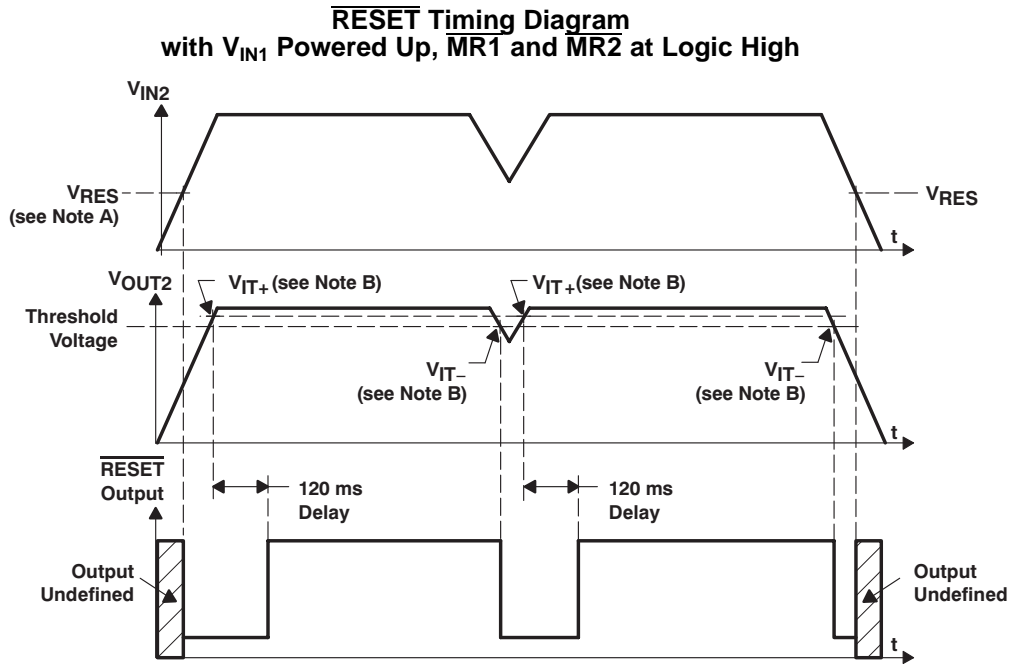 RESET Timing Diagram
with VIN1 Powered Up, MR1 and MR2 at Logic High
VIN2
VRES
(see Note A)
VRES
t
VOUT2
VIT+ (see Note B)
VIT+(see Note B)
Threshold
Voltage
VIT−
(see Note B)
VIT−
(see Note B)
t
RESET
Output
120 ms
Delay
120 ms
Delay
Output
Undefined
Output
Undefined
t